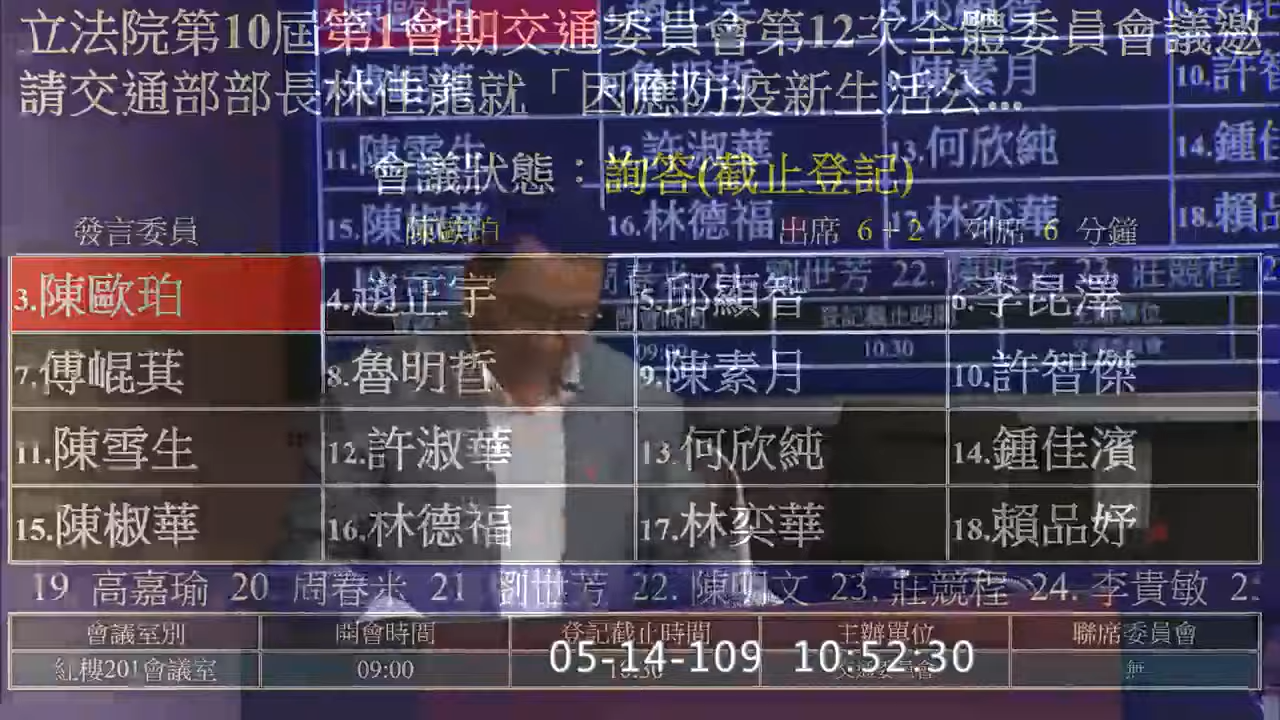 立法院第10屆第1會期交通委員會第12次全體委員會議邀
請交通部部長林佳龍就「因應防疫新生活公...
會議狀態：詢答(截止登記)
發言委員 陳歐珀 出席 6+2 列席 6 分鐘
3.陳歐珀 4.趙正宇 5.邱顯智 6.李昆澤
7.傅崐萁 8.魯明哲 9.陳素月 10.許智傑
11.陳雪生 12.許淑華 13.何欣純 14.鍾佳濱
15.陳椒華 16.林德福 17.林奕華 18.賴品妤
19 高嘉瑜 20 周春米 21 劉世芳 22. 陳明文 23. 莊競程 24. 李貴敏
會議室別 開會時間 登記截止時間 主辦單位 聯席委員會
紅樓201會議室 09:00 10:30 交通委員會 無
05-14-109 10:52:30